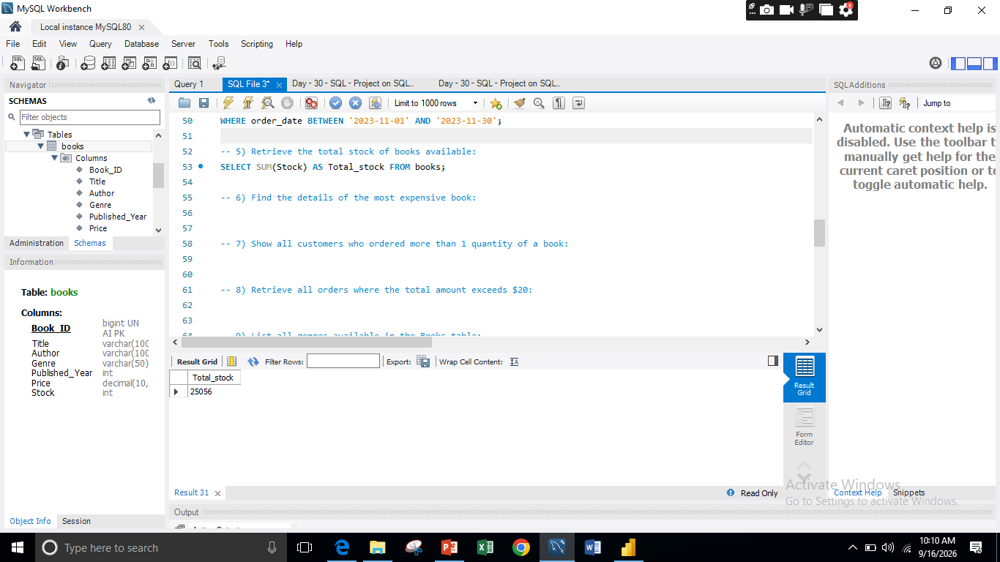 MySQL Workbench
5
Local instance MySQL80
File Edit View Query Database Server Tools Scripting Help
Navigator
SCHEMAS
Filter objects
Tables
books
Columns
Book_ID
Title
Author
Genre
Published_Year
Price
Administration Schemas
Information
Table: books
Columns:
Book_ID bigint UN
AI PK
Title varchar(100
Author varchar(100
Genre varchar(50)
Published_Year int
Price decimal(10,
Stock int
Object Info Session
Query 1 SQL File 3* Day - 30 - SQL - Project on SQL... Day - 30 - SQL - Project on SQL...
Limit to 1000 rows
50 WHERE order_date BETWEEN '2023-11-01' AND '2023-11-30';
51
52 -- 5) Retrieve the total stock of books available:
53 SELECT SUM(Stock) AS Total_stock FROM books;
54
55 -- 6) Find the details of the most expensive book:
56
57
58 -- 7) Show all customers who ordered more than 1 quantity of a book:
59
60
61 -- 8) Retrieve all orders where the total amount exceeds $20:
62
63
64 -- 9) List all genres available in the Books table:
Result Grid Filter Rows: Export: Wrap Cell Content:
Total_stock
25056
Result Grid
Form Editor
Result 31
Read Only
Output
SQLAdditions
Jump to
Automatic context help is
disabled. Use the toolbar t
manually get help for the
current caret position or to
toggle automatic help.
Context Help Snippets
Activate Windows
Go to Settings to activate Windows.
Type here to search
10:10 AM
9/16/2026